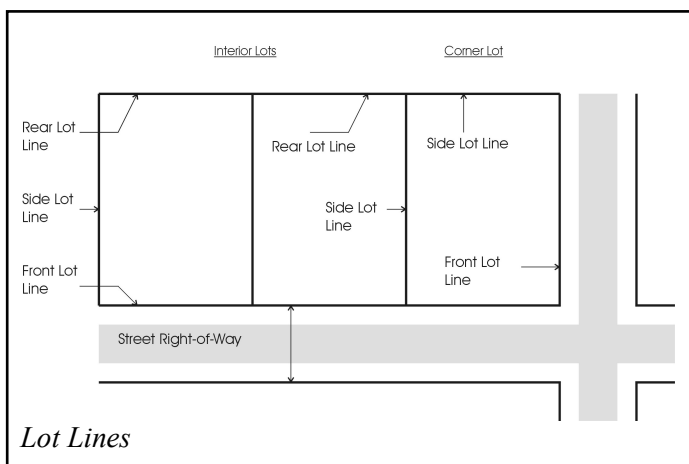 Interior Lots
Corner Lot
Rear Lot
Line
Rear Lot Line
Side Lot Line
Side Lot
Line
Side Lot
Line
Front Lot
Line
Front Lot
Line
Street Right-of-Way
Lot Lines